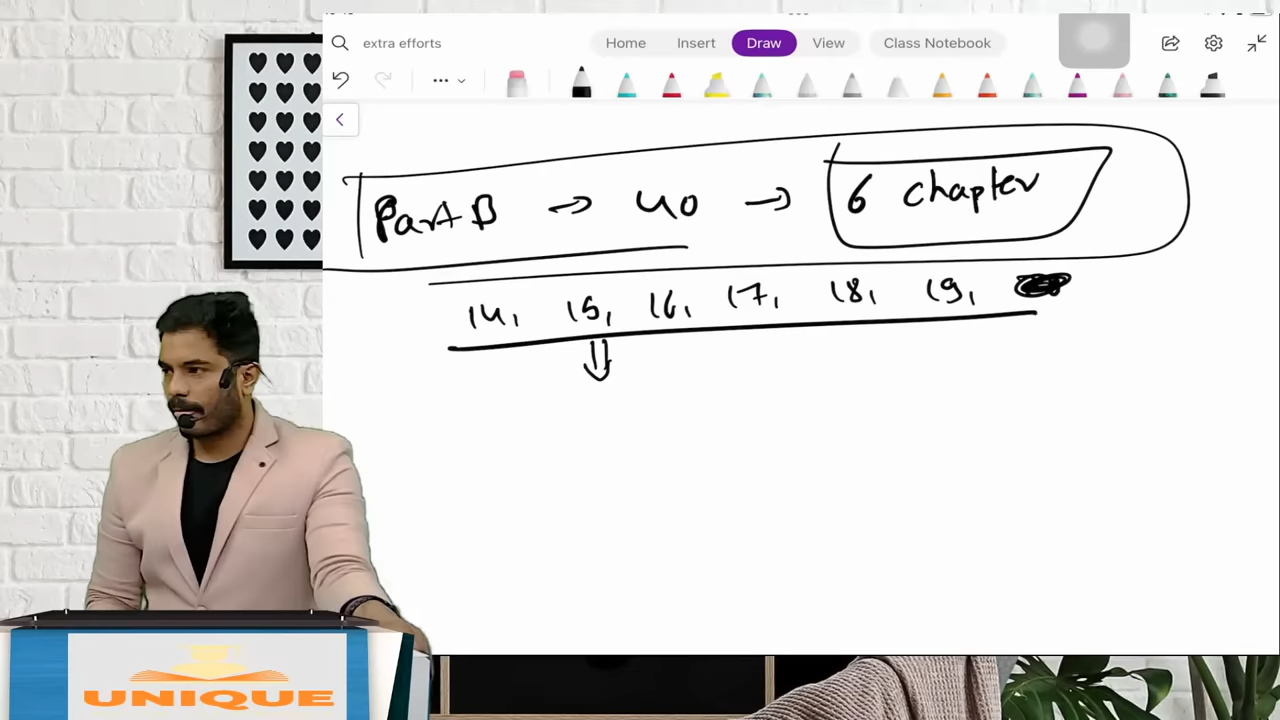 extra efforts
Home Insert Draw View Class Notebook
Part B → 40 → 6 chapter
14, 15, 16, 17, 18, 19,
UNIQUE